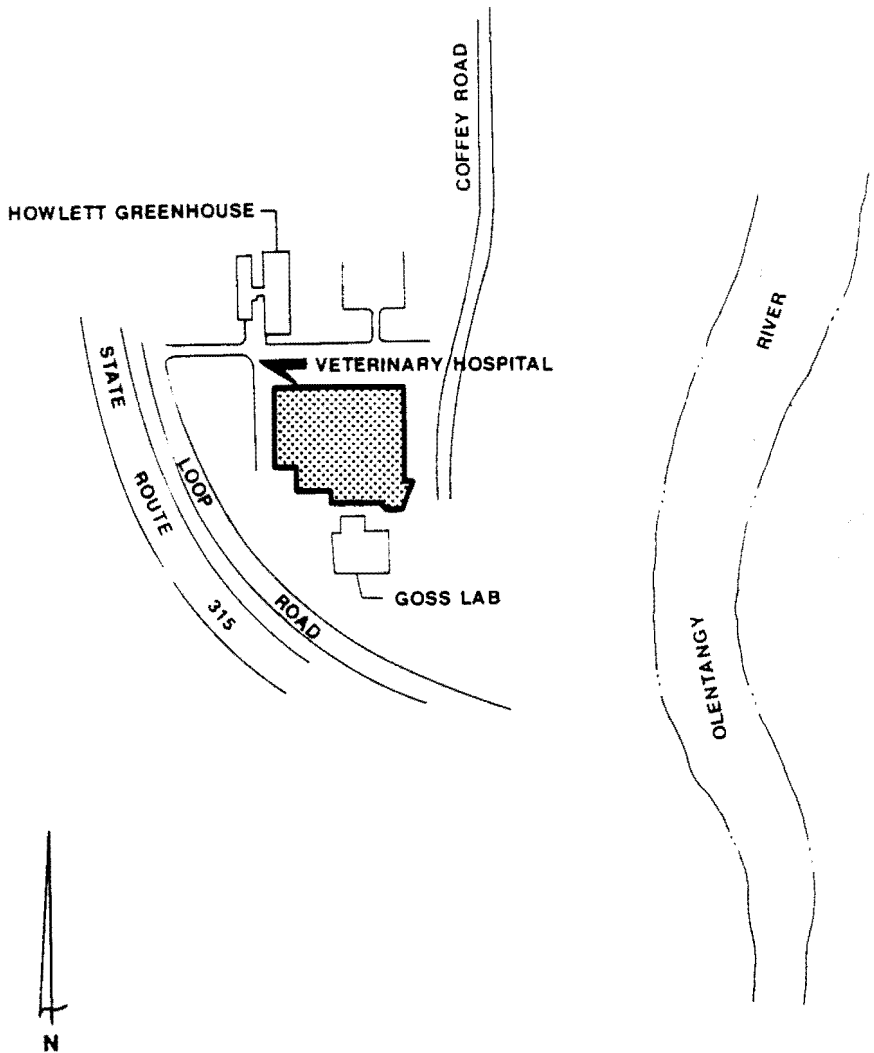 COFFEY ROAD
HOWLETT GREENHOUSE
RIVER
VETERINARY HOSPITAL
STATE ROUTE 315
LOOP ROAD
GOSS LAB
OLENTANGY
N